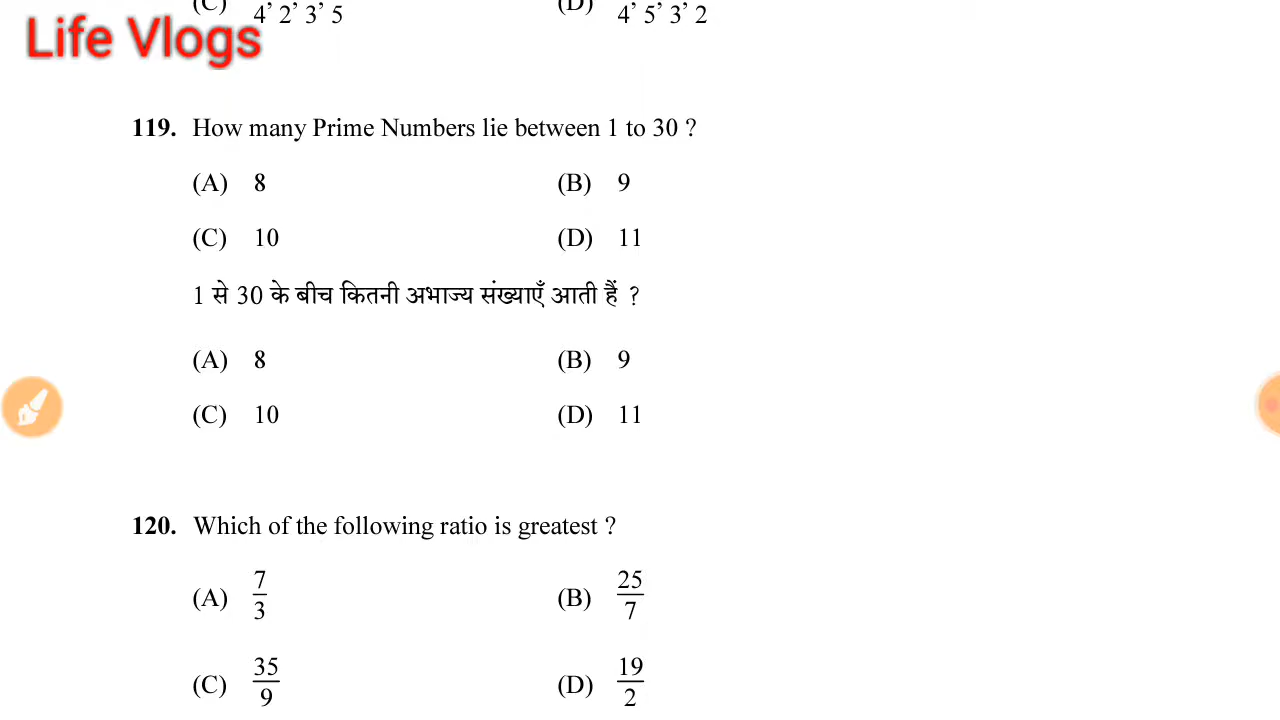 (C) 4, 2, 3, 5 (D) 4, 5, 3, 2
Life Vlogs
119. How many Prime Numbers lie between 1 to 30 ?
(A) 8 (B) 9
(C) 10 (D) 11
1 से 30 के बीच कितनी अभाज्य संख्याएँ आती हैं ?
(A) 8 (B) 9
(C) 10 (D) 11
120. Which of the following ratio is greatest ?
(A) 7/3 (B) 25/7
(C) 35/9 (D) 19/2